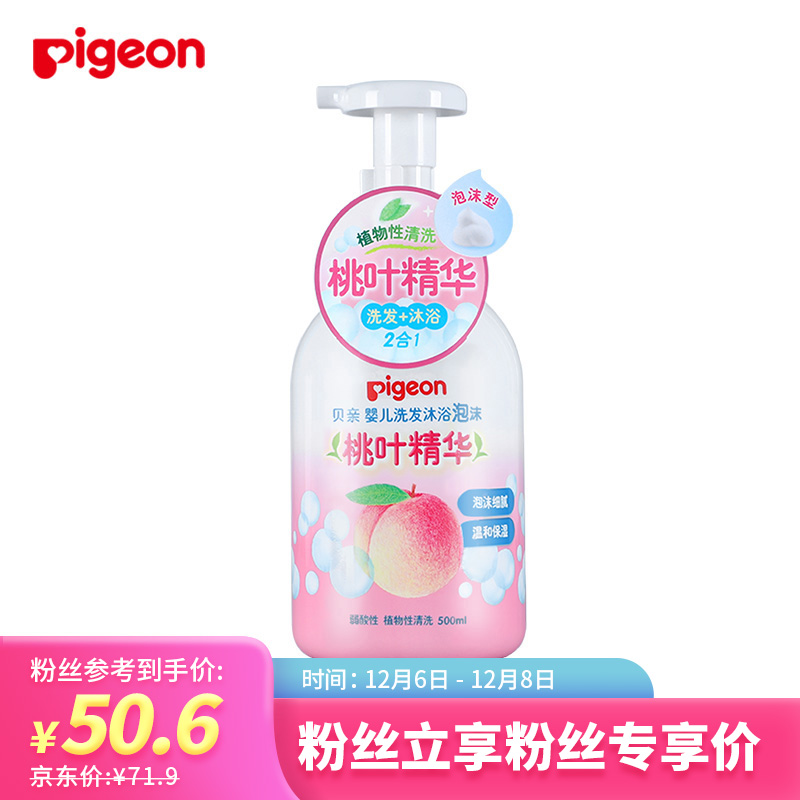 pigeon
泡沫型
植物性清洗
桃叶精华
洗发+沐浴
2合1
pigeon
贝亲 婴儿洗发沐浴泡沫
桃叶精华
泡沫细腻
温和保湿
弱酸性 植物性清洗 500ml
粉丝参考到手价:
¥50.6
京东价:¥71.9
时间: 12月6日 - 12月8日
粉丝立享粉丝专享价